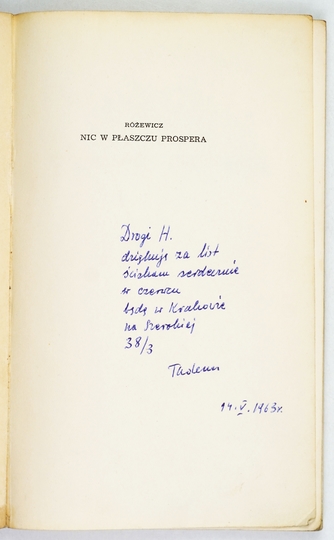 RÓŻEWICZ
NIC W PŁASZCZU PROSPERA
Drogi H.
dziękuję za list
ściskam serdecznie
w czerwcu
będę w Krakowie
na Szerokiej
38/3
Tadeusz
14.V.1963r.